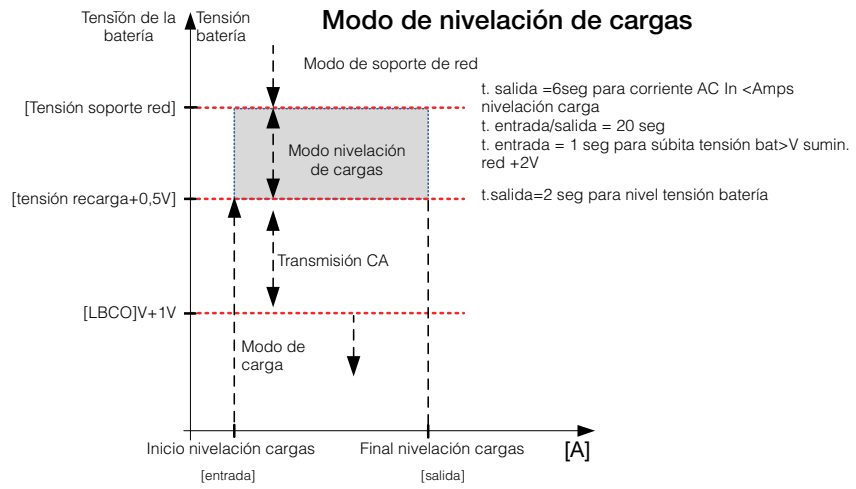 Modo de nivelación de cargas
Tensión de la
batería
Tensión
batería
Modo de soporte de red
[Tensión soporte red]
t. salida =6seg para corriente AC In <Amps
nivelación carga
t. entrada/salida = 20 seg
t. entrada = 1 seg para súbita tensión bat>V sumin.
red +2V
Modo nivelación
de cargas
[tensión recarga+0,5V]
t.salida=2 seg para nivel tensión batería
Transmisión CA
[LBCO]V+1V
Modo de
carga
Inicio nivelación cargas
Final nivelación cargas
[A]
[entrada]
[salida]